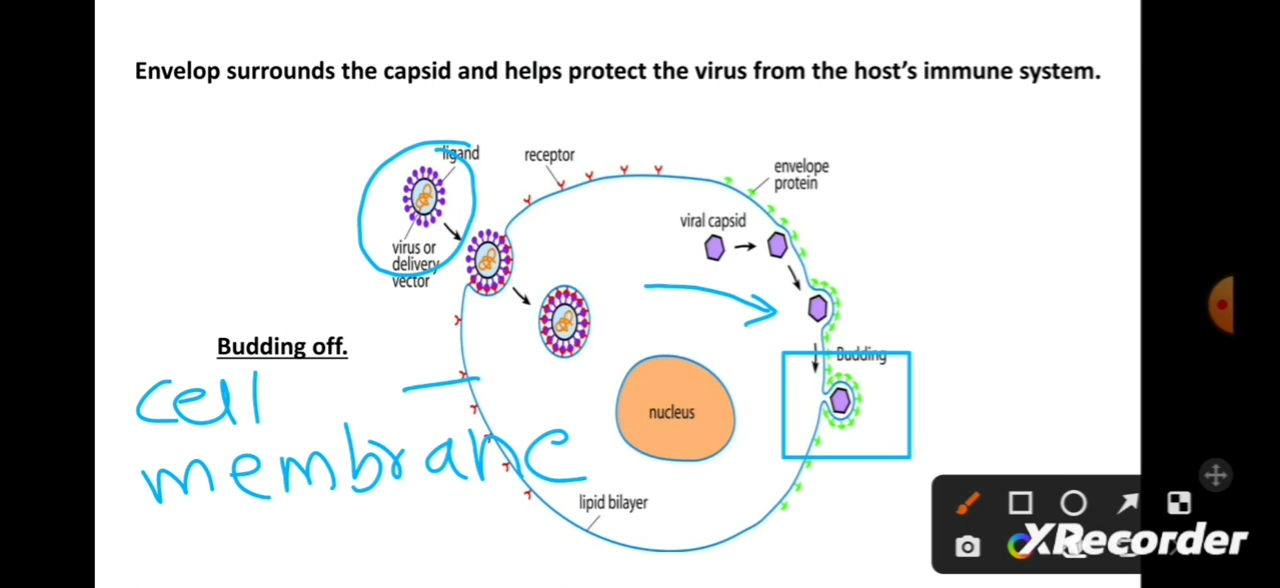 Envelop surrounds the capsid and helps protect the virus from the host's immune system.
ligand
receptor
envelope
protein
viral capsid
virus or
delivery
vector
Budding off.
Budding
cell
membrane
nucleus
lipid bilayer
XRecorder